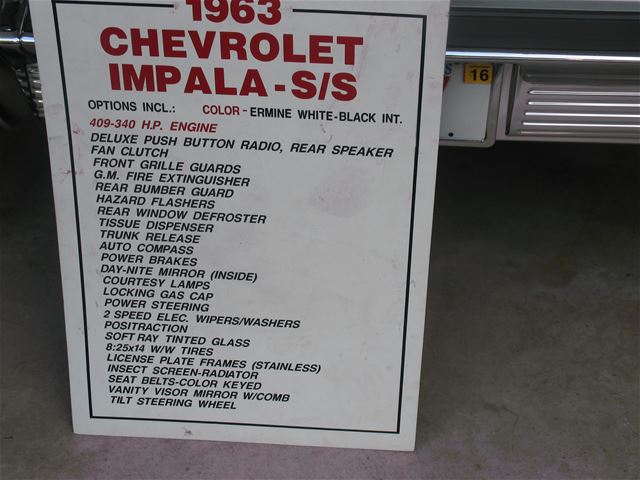 1963
CHEVROLET
IMPALA-S/S
OPTIONS INCL.: COLOR - ERMINE WHITE-BLACK INT.
409-340 H.P. ENGINE
DELUXE PUSH BUTTON RADIO, REAR SPEAKER
FAN CLUTCH
FRONT GRILLE GUARDS
G.M. FIRE EXTINGUISHER
REAR BUMBER GUARD
HAZARD FLASHERS
REAR WINDOW DEFROSTER
TISSUE DISPENSER
TRUNK RELEASE
AUTO COMPASS
POWER BRAKES
DAY-NITE MIRROR (INSIDE)
COURTESY LAMPS
LOCKING GAS CAP
POWER STEERING
2 SPEED ELEC. WIPERS/WASHERS
POSITRACTION
SOFT RAY TINTED GLASS
8:25x14 W/W TIRES
LICENSE PLATE FRAMES (STAINLESS)
INSECT SCREEN-RADIATOR
SEAT BELTS-COLOR KEYED
VANITY VISOR MIRROR W/COMB
TILT STEERING WHEEL
16